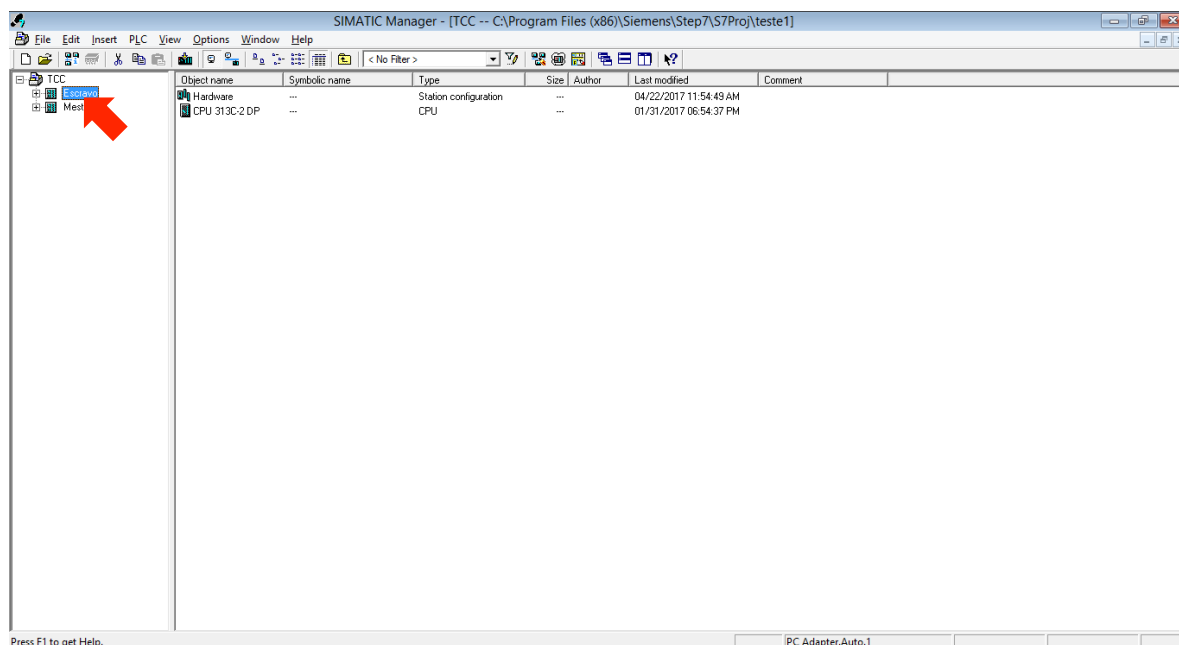 SIMATIC Manager - [TCC -- C:\Program Files (x86)\Siemens\Step7\S7Proj\teste1]
File Edit Insert PLC View Options Window Help
< No Filter >
TCC
Escravo
Mest
Object name Symbolic name Type Size Author Last modified Comment
Hardware --- Station configuration --- 04/22/2017 11:54:49 AM
CPU 313C-2 DP --- CPU --- 01/31/2017 06:54:37 PM
Press F1 to get Help. PC Adapter.Auto.1